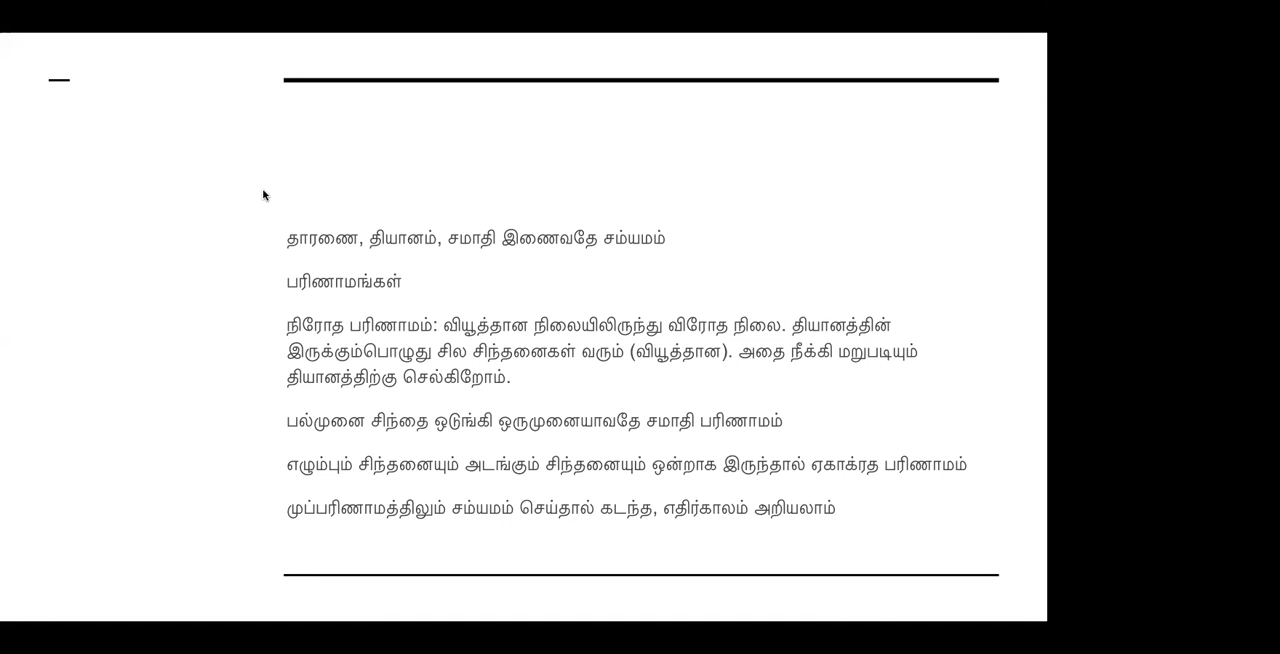 தாரணை, தியானம், சமாதி இணைவதே சம்யமம்
பரிணாமங்கள்
நிரோத பரிணாமம்: வியூத்தான நிலையிலிருந்து விரோத நிலை. தியானத்தின்
இருக்கும்பொழுது சில சிந்தனைகள் வரும் (வியூத்தான). அதை நீக்கி மறுபடியும்
தியானத்திற்கு செல்கிறோம்.
பல்முனை சிந்தை ஒடுங்கி ஒருமுனையாவதே சமாதி பரிணாமம்
எழும்பும் சிந்தனையும் அடங்கும் சிந்தனையும் ஒன்றாக இருந்தால் ஏகாக்ரத பரிணாமம்
முப்பரிணாமத்திலும் சம்யமம் செய்தால் கடந்த, எதிர்காலம் அறியலாம்